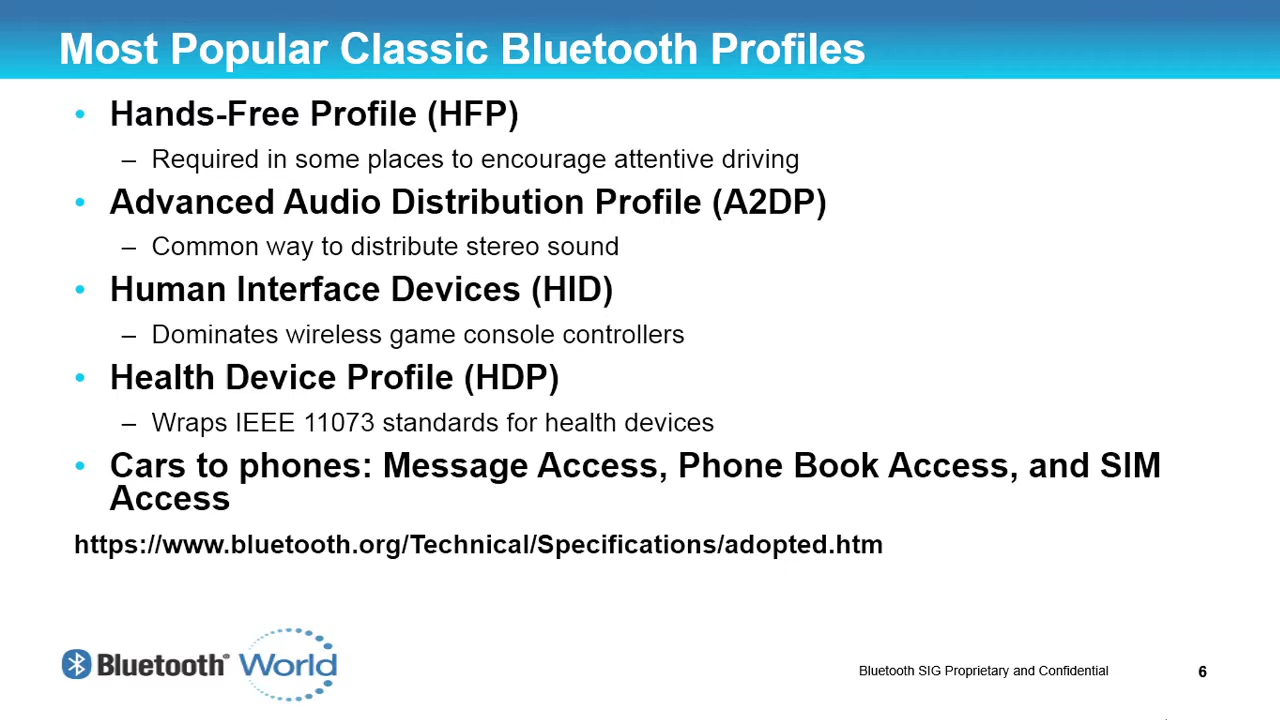 Most Popular Classic Bluetooth Profiles
• Hands-Free Profile (HFP)
– Required in some places to encourage attentive driving
• Advanced Audio Distribution Profile (A2DP)
– Common way to distribute stereo sound
• Human Interface Devices (HID)
– Dominates wireless game console controllers
• Health Device Profile (HDP)
– Wraps IEEE 11073 standards for health devices
• Cars to phones: Message Access, Phone Book Access, and SIM
Access
https://www.bluetooth.org/Technical/Specifications/adopted.htm
Bluetooth® World
Bluetooth SIG Proprietary and Confidential
6